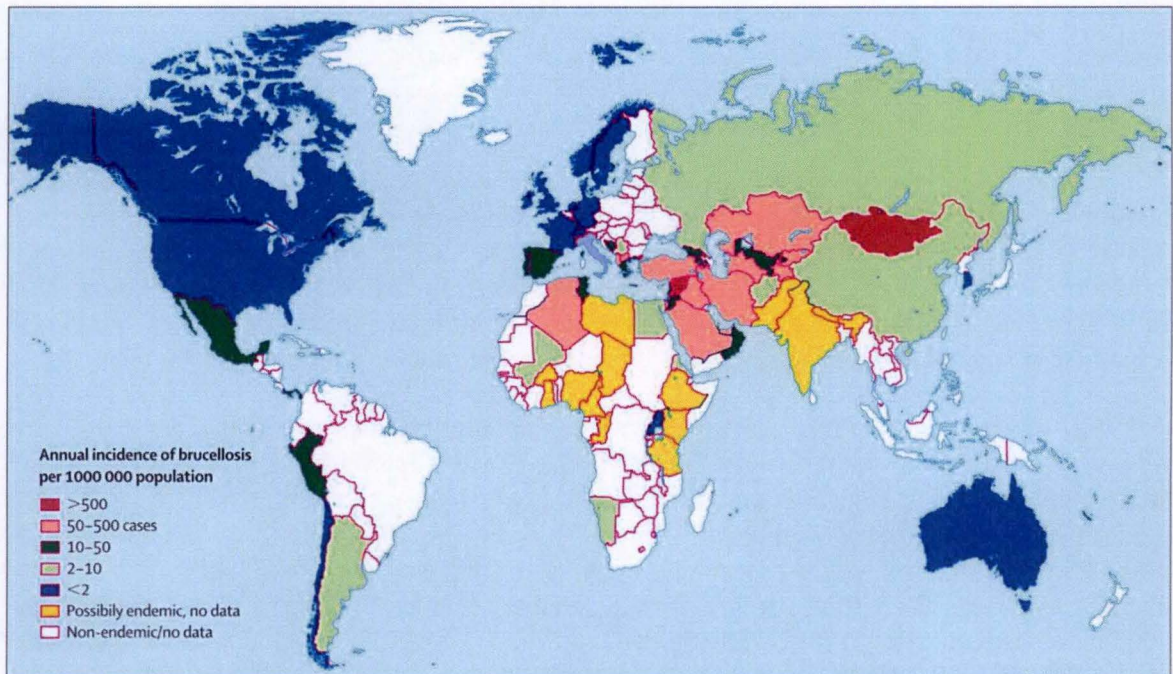 Annual incidence of brucellosis
per 1000 000 population
>500
50–500 cases
10–50
2–10
<2
Possibily endemic, no data
Non-endemic/no data